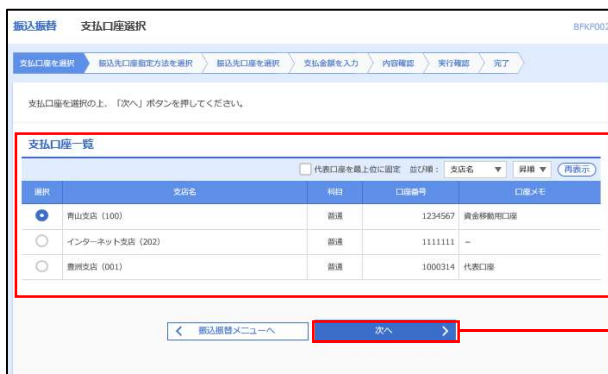 振込振替 支払口座選択 BFKF002
支払口座を選択 振込先口座指定方法を選択 振込先口座を選択 支払金額を入力 内容確認 実行確認 完了
支払口座を選択の上、「次へ」ボタンを押してください。
支払口座一覧
代表口座を最上位に固定 並び順： 支店名 ▼ 昇順 ▼ 再表示
選択 支店名 科目 口座番号 口座メモ
青山支店（100） 普通 1234567 資金移動用口座
インターネット支店（202） 普通 1111111 －
豊洲支店（001） 普通 1000314 代表口座
振込振替メニューへ 次へ